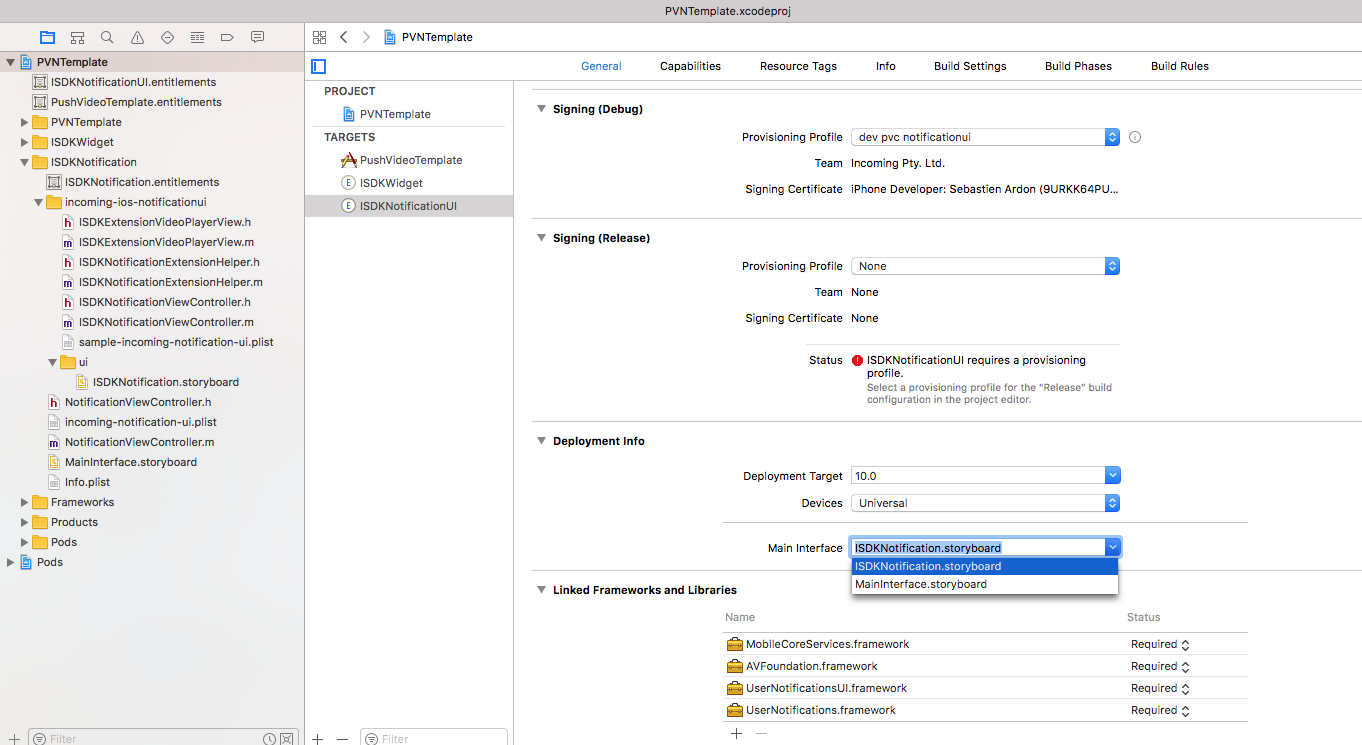 PVNTemplate.xcodeproj
PVNTemplate
General
Capabilities
Resource Tags
Info
Build Settings
Build Phases
Build Rules
PVNTemplate
ISDKNotificationUI.entitlements
PushVideoTemplate.entitlements
PVNTemplate
ISDKWidget
ISDKNotification
ISDKNotification.entitlements
incoming-ios-notificationui
h ISDKExtensionVideoPlayerView.h
m ISDKExtensionVideoPlayerView.m
h ISDKNotificationExtensionHelper.h
m ISDKNotificationExtensionHelper.m
h ISDKNotificationViewController.h
m ISDKNotificationViewController.m
sample-incoming-notification-ui.plist
ui
ISDKNotification.storyboard
h NotificationViewController.h
incoming-notification-ui.plist
m NotificationViewController.m
MainInterface.storyboard
Info.plist
Frameworks
Products
Pods
Pods
Filter
PROJECT
PVNTemplate
TARGETS
PushVideoTemplate
E ISDKWidget
E ISDKNotificationUI
Filter
Signing (Debug)
Provisioning Profile dev pvc notificationui
Team Incoming Pty. Ltd.
Signing Certificate iPhone Developer: Sebastien Ardon (9URKK64PU...
Signing (Release)
Provisioning Profile None
Team None
Signing Certificate None
Status ISDKNotificationUI requires a provisioning
profile.
Select a provisioning profile for the "Release" build
configuration in the project editor.
Deployment Info
Deployment Target 10.0
Devices Universal
Main Interface ISDKNotification.storyboard
ISDKNotification.storyboard
MainInterface.storyboard
Linked Frameworks and Libraries
Name Status
MobileCoreServices.framework Required
AVFoundation.framework Required
UserNotificationsUI.framework Required
UserNotifications.framework Required